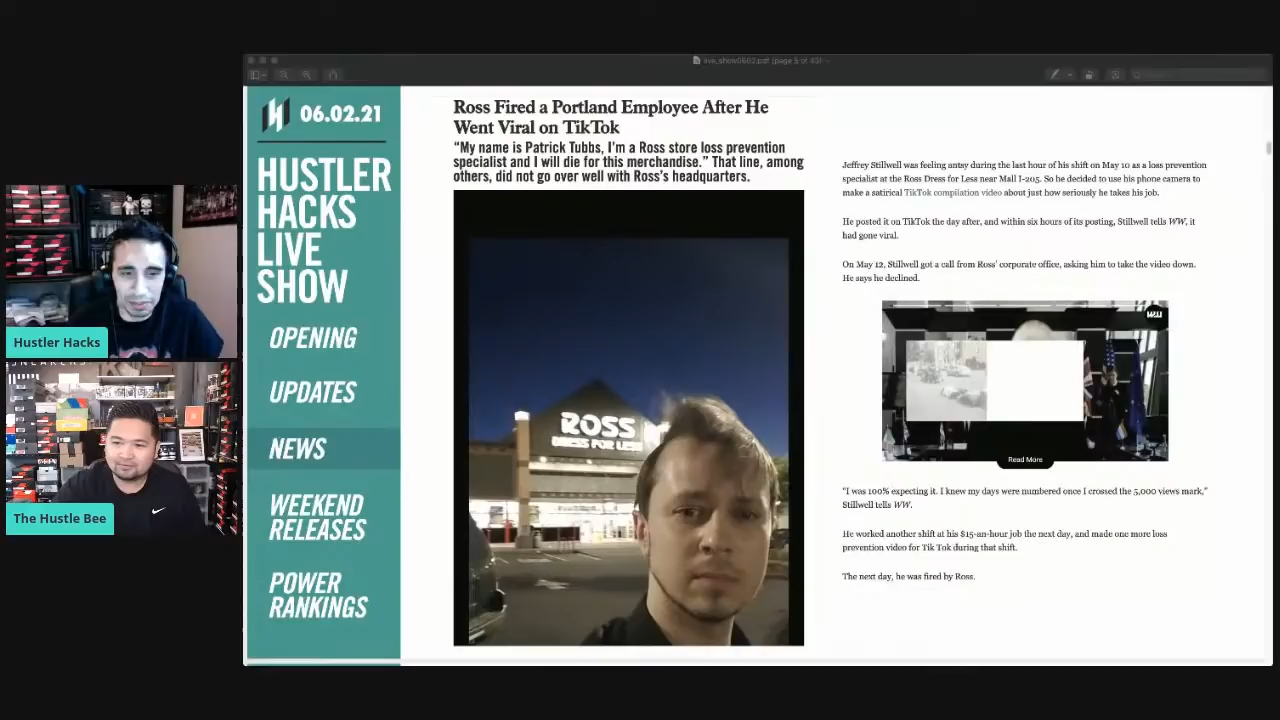 live_show0602.pdf (page 5 of 45)
06.02.21
HUSTLER
HACKS
LIVE
SHOW
OPENING
UPDATES
NEWS
WEEKEND
RELEASES
POWER
RANKINGS
Hustler Hacks
SNEAKERS
The Hustle Bee
Ross Fired a Portland Employee After He
Went Viral on TikTok
“My name is Patrick Tubbs, I’m a Ross store loss prevention
specialist and I will die for this merchandise.” That line, among
others, did not go over well with Ross’s headquarters.
ROSS
DRESS FOR LESS
Jeffrey Stillwell was feeling antsy during the last hour of his shift on May 10 as a loss prevention
specialist at the Ross Dress for Less near Mall I-205. So he decided to use his phone camera to
make a satirical TikTok compilation video about just how seriously he takes his job.
He posted it on TikTok the day after, and within six hours of its posting, Stillwell tells WW, it
had gone viral.
On May 12, Stillwell got a call from Ross’ corporate office, asking him to take the video down.
He says he declined.
WW
Read More
“I was 100% expecting it. I knew my days were numbered once I crossed the 5,000 views mark,”
Stillwell tells WW.
He worked another shift at his $15-an-hour job the next day, and made one more loss
prevention video for Tik Tok during that shift.
The next day, he was fired by Ross.